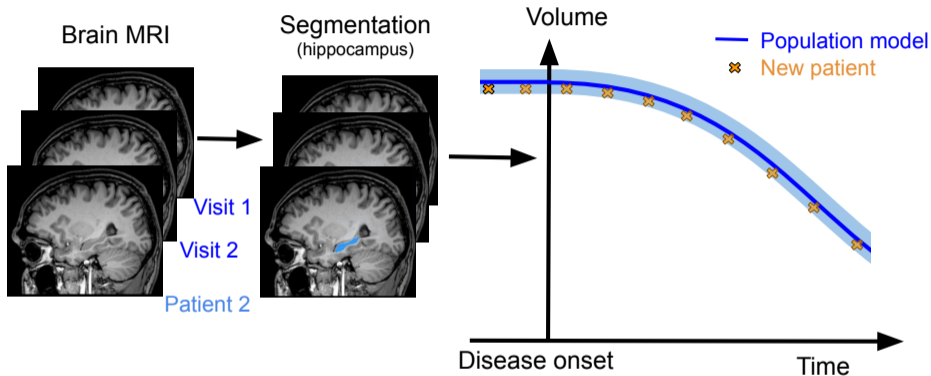 Brain MRI
Segmentation
(hippocampus)
Visit 1
Visit 2
Patient 2
Volume
Population model
New patient
Disease onset
Time